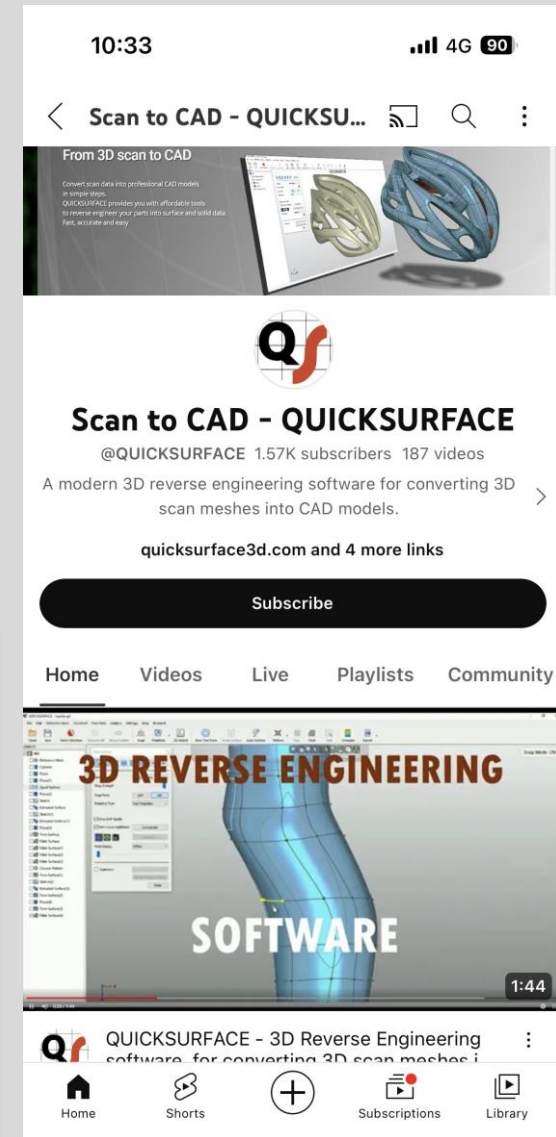 10:33
4G 90
Scan to CAD - QUICKSU...
From 3D scan to CAD
Convert scan data into professional CAD models
in simple steps.
QUICKSURFACE provides you with affordable tools
to reverse engineer your parts into surface and solid data.
Fast, accurate and easy
QS
Scan to CAD - QUICKSURFACE
@QUICKSURFACE 1.57K subscribers 187 videos
A modern 3D reverse engineering software for converting 3D
scan meshes into CAD models.
quicksurface3d.com and 4 more links
Subscribe
Home Videos Live Playlists Community
3D REVERSE ENGINEERING
SOFTWARE
1:44
QS
QUICKSURFACE - 3D Reverse Engineering
software for converting 3D scan meshes i
Home Shorts Subscriptions Library